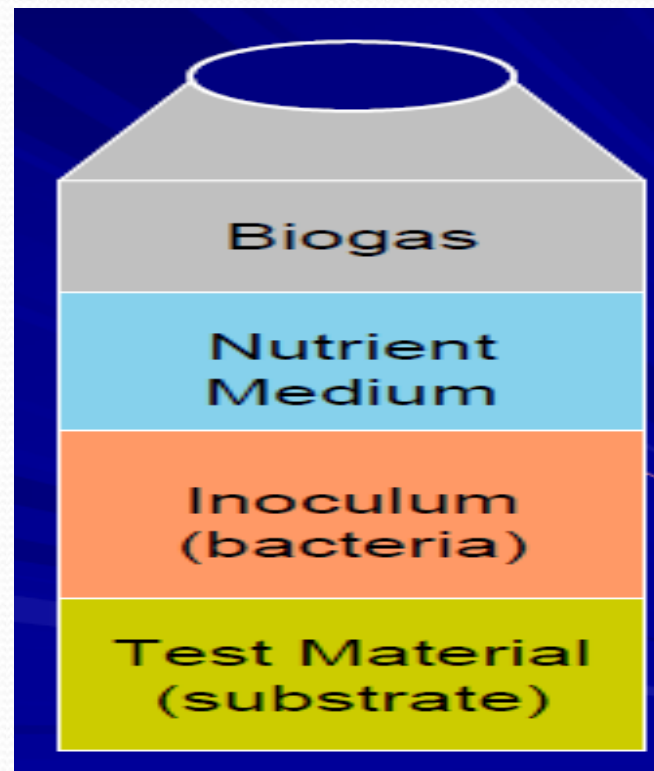 Biogas
Nutrient
Medium
Inoculum
(bacteria)
Test Material
(substrate)